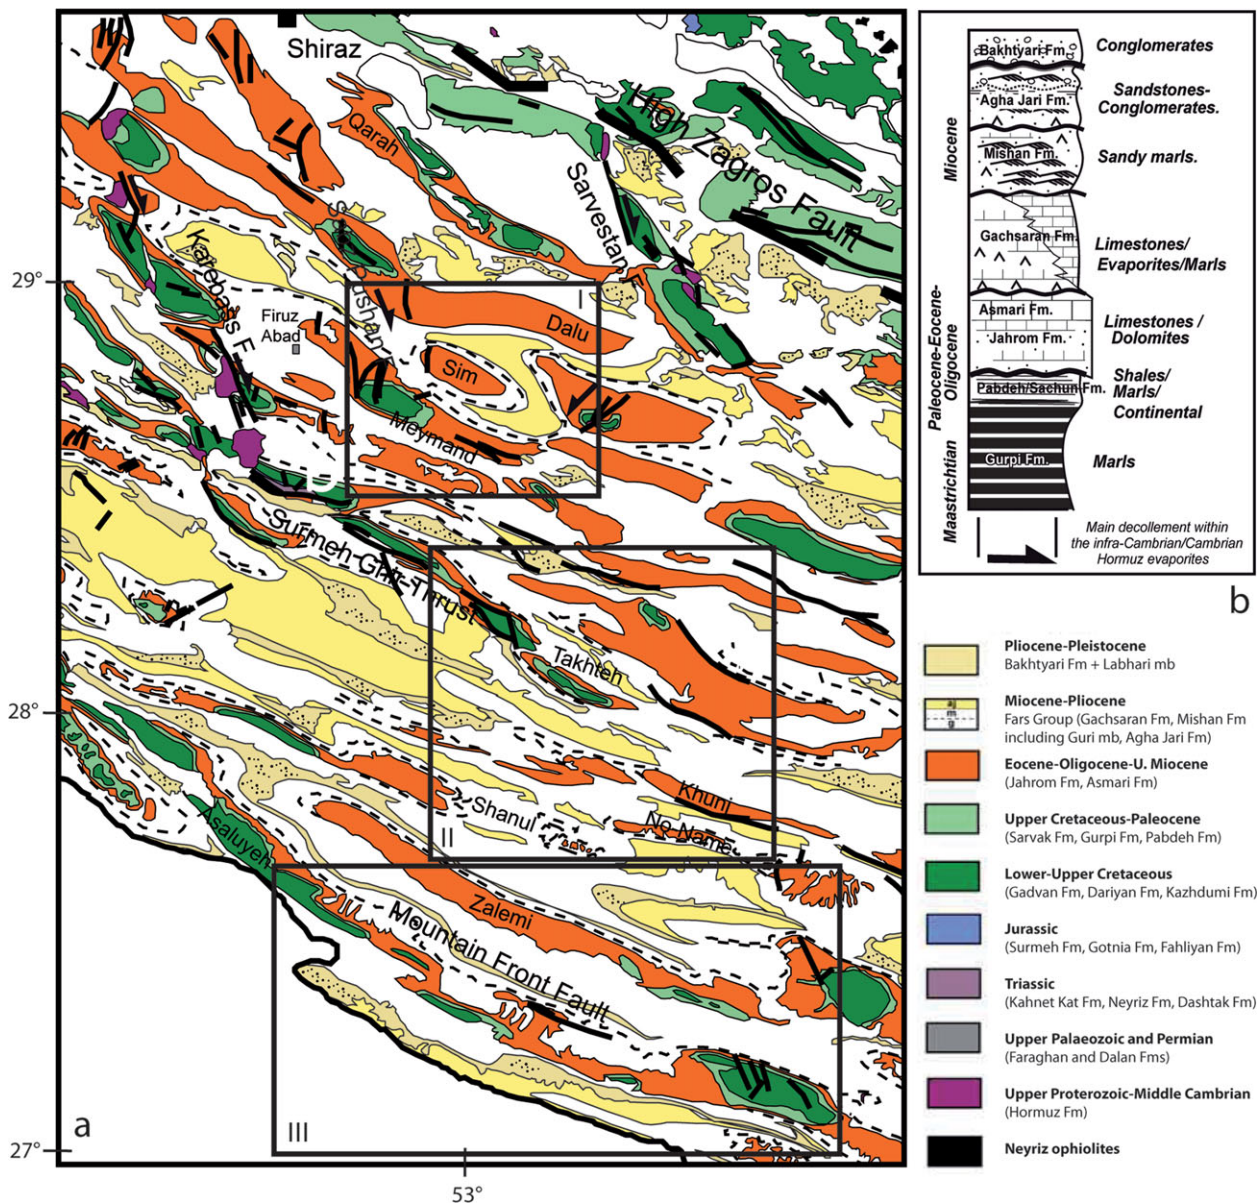 Shiraz
High Zagros Fault
Qarah
Sarvestan F
Karebass F.
29°
I
Firuz
Abad
Dalu
Sim
Meymand
Surmeh-Ghir Thrust
Takhteh
28°
Khuni
Shanul
No Name
II
Asaluyeh
Zalemi
Mountain Front Fault
a
III
27°
53°
Miocene
Paleocene-Eocene-
Oligocene
Maastrichtian
Bakhtyari Fm.
Conglomerates
Agha Jari Fm.
Sandstones-
Conglomerates.
Mishan Fm.
Sandy marls.
Gachsaran Fm.
Limestones/
Evaporites/Marls
Asmari Fm.
Jahrom Fm.
Limestones /
Dolomites
Pabdeh/Sachun Fm.
Shales/
Marls/
Continental
Gurpi Fm.
Marls
Main decollement within
the infra-Cambrian/Cambrian
Hormuz evaporites
b
Pliocene-Pleistocene
Bakhtyari Fm + Labhari mb
aj
m
g
Miocene-Pliocene
Fars Group (Gachsaran Fm, Mishan Fm
including Guri mb, Agha Jari Fm)
Eocene-Oligocene-U. Miocene
(Jahrom Fm, Asmari Fm)
Upper Cretaceous-Paleocene
(Sarvak Fm, Gurpi Fm, Pabdeh Fm)
Lower-Upper Cretaceous
(Gadvan Fm, Dariyan Fm, Kazhdumi Fm)
Jurassic
(Surmeh Fm, Gotnia Fm, Fahliyan Fm)
Triassic
(Kahnet Kat Fm, Neyriz Fm, Dashtak Fm)
Upper Palaeozoic and Permian
(Faraghan and Dalan Fms)
Upper Proterozoic-Middle Cambrian
(Hormuz Fm)
Neyriz ophiolites